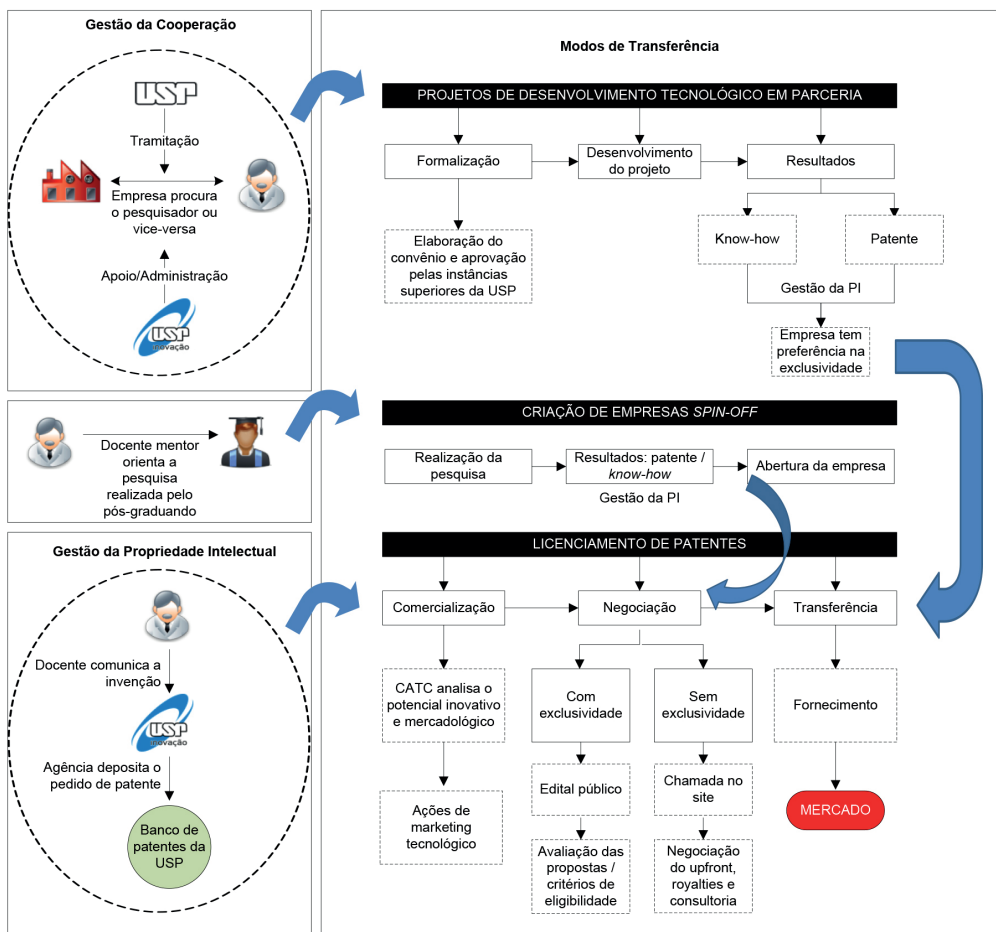 Gestão da Cooperação
USP
Tramitação
Empresa procura
o pesquisador ou
vice-versa
Apoio/Administração
USP
inovação
Docente mentor
orienta a
pesquisa
realizada pelo
pós-graduando
Gestão da Propriedade Intelectual
Docente comunica a
invenção
USP
inovação
Agência deposita o
pedido de patente
Banco de
patentes da
USP
Modos de Transferência
PROJETOS DE DESENVOLVIMENTO TECNOLÓGICO EM PARCERIA
Formalização
Desenvolvimento
do projeto
Resultados
Elaboração do
convênio e aprovação
pelas instâncias
superiores da USP
Know-how
Patente
Gestão da PI
Empresa tem
preferência na
exclusividade
CRIAÇÃO DE EMPRESAS SPIN-OFF
Realização da
pesquisa
Resultados: patente /
know-how
Abertura da empresa
Gestão da PI
LICENCIAMENTO DE PATENTES
Comercialização
Negociação
Transferência
CATC analisa o
potencial inovativo
e mercadológico
Com
exclusividade
Sem
exclusividade
Fornecimento
Ações de
marketing
tecnológico
Edital público
Chamada no
site
MERCADO
Avaliação das
propostas /
critérios de
eligibilidade
Negociação
do upfront,
royalties e
consultoria